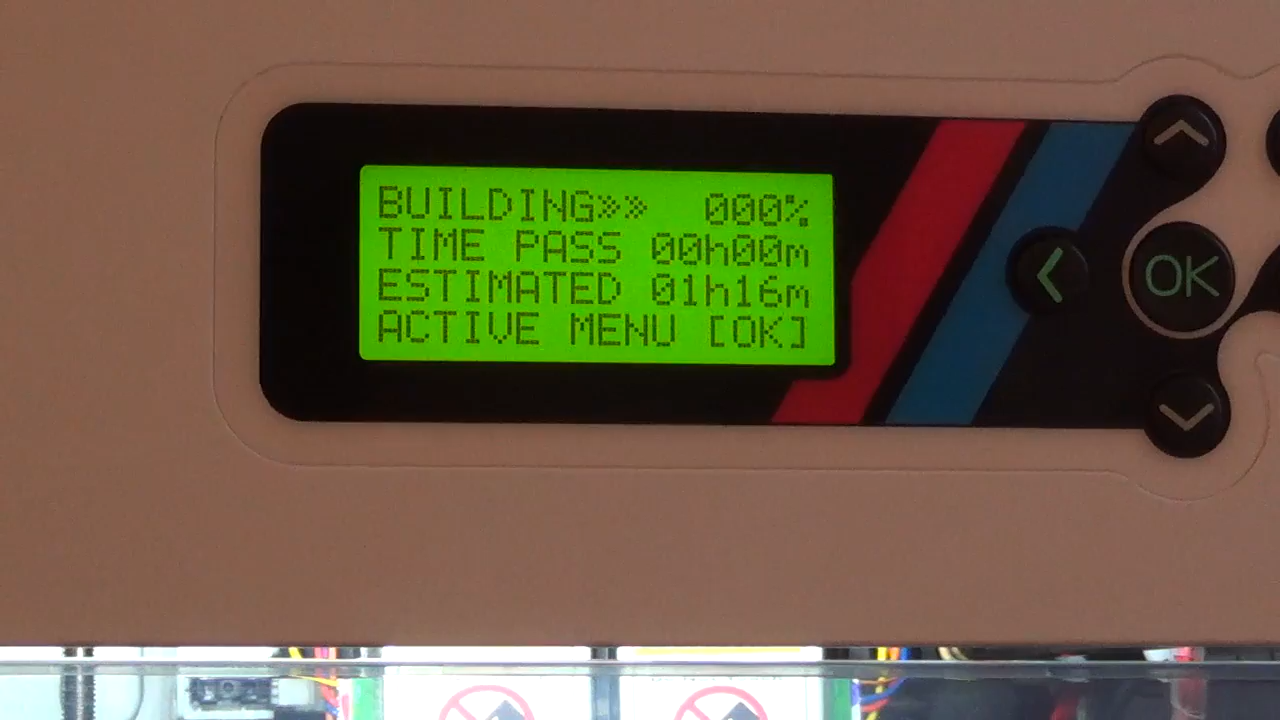 BUILDING»» 000%
TIME PASS 00h00m
ESTIMATED 01h16m
ACTIVE MENU [OK]
OK